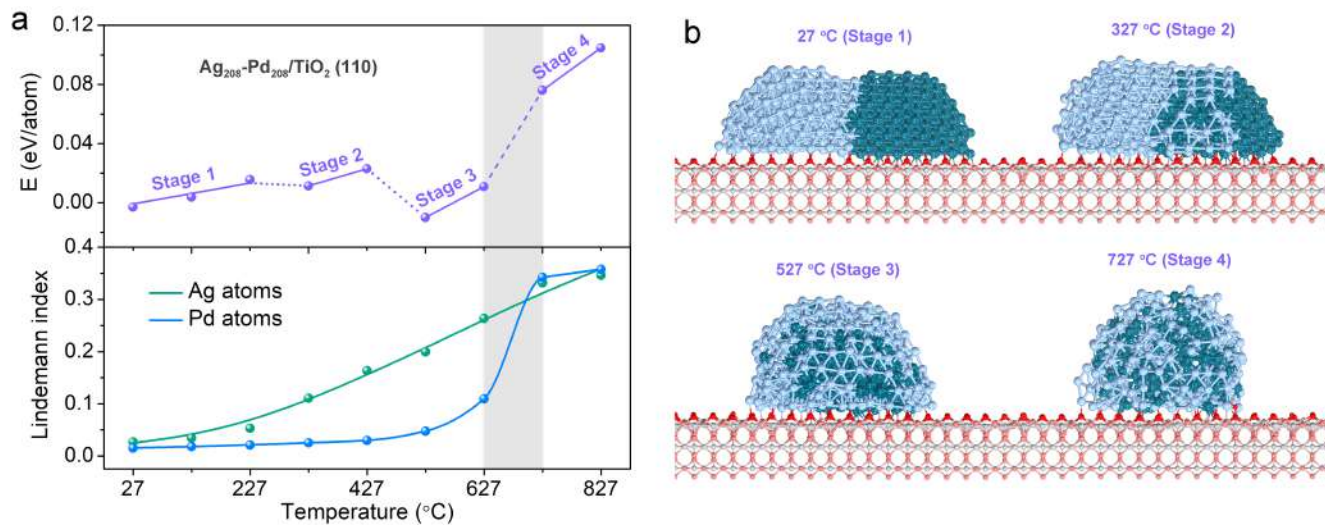 a
Ag₂₀₈-Pd₂₀₈/TiO₂ (110)
E (eV/atom)
0.12
0.08
0.04
0.00
Stage 1
Stage 2
Stage 3
Stage 4
Lindemann index
0.4
0.3
0.2
0.1
0.0
Ag atoms
Pd atoms
27 227 427 627 827
Temperature (°C)
b
27 °C (Stage 1)
327 °C (Stage 2)
527 °C (Stage 3)
727 °C (Stage 4)